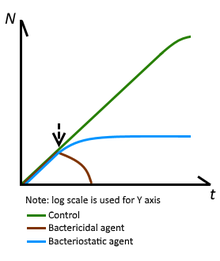 N
t
Note: log scale is used for Y axis
Control
Bactericidal agent
Bacteriostatic agent